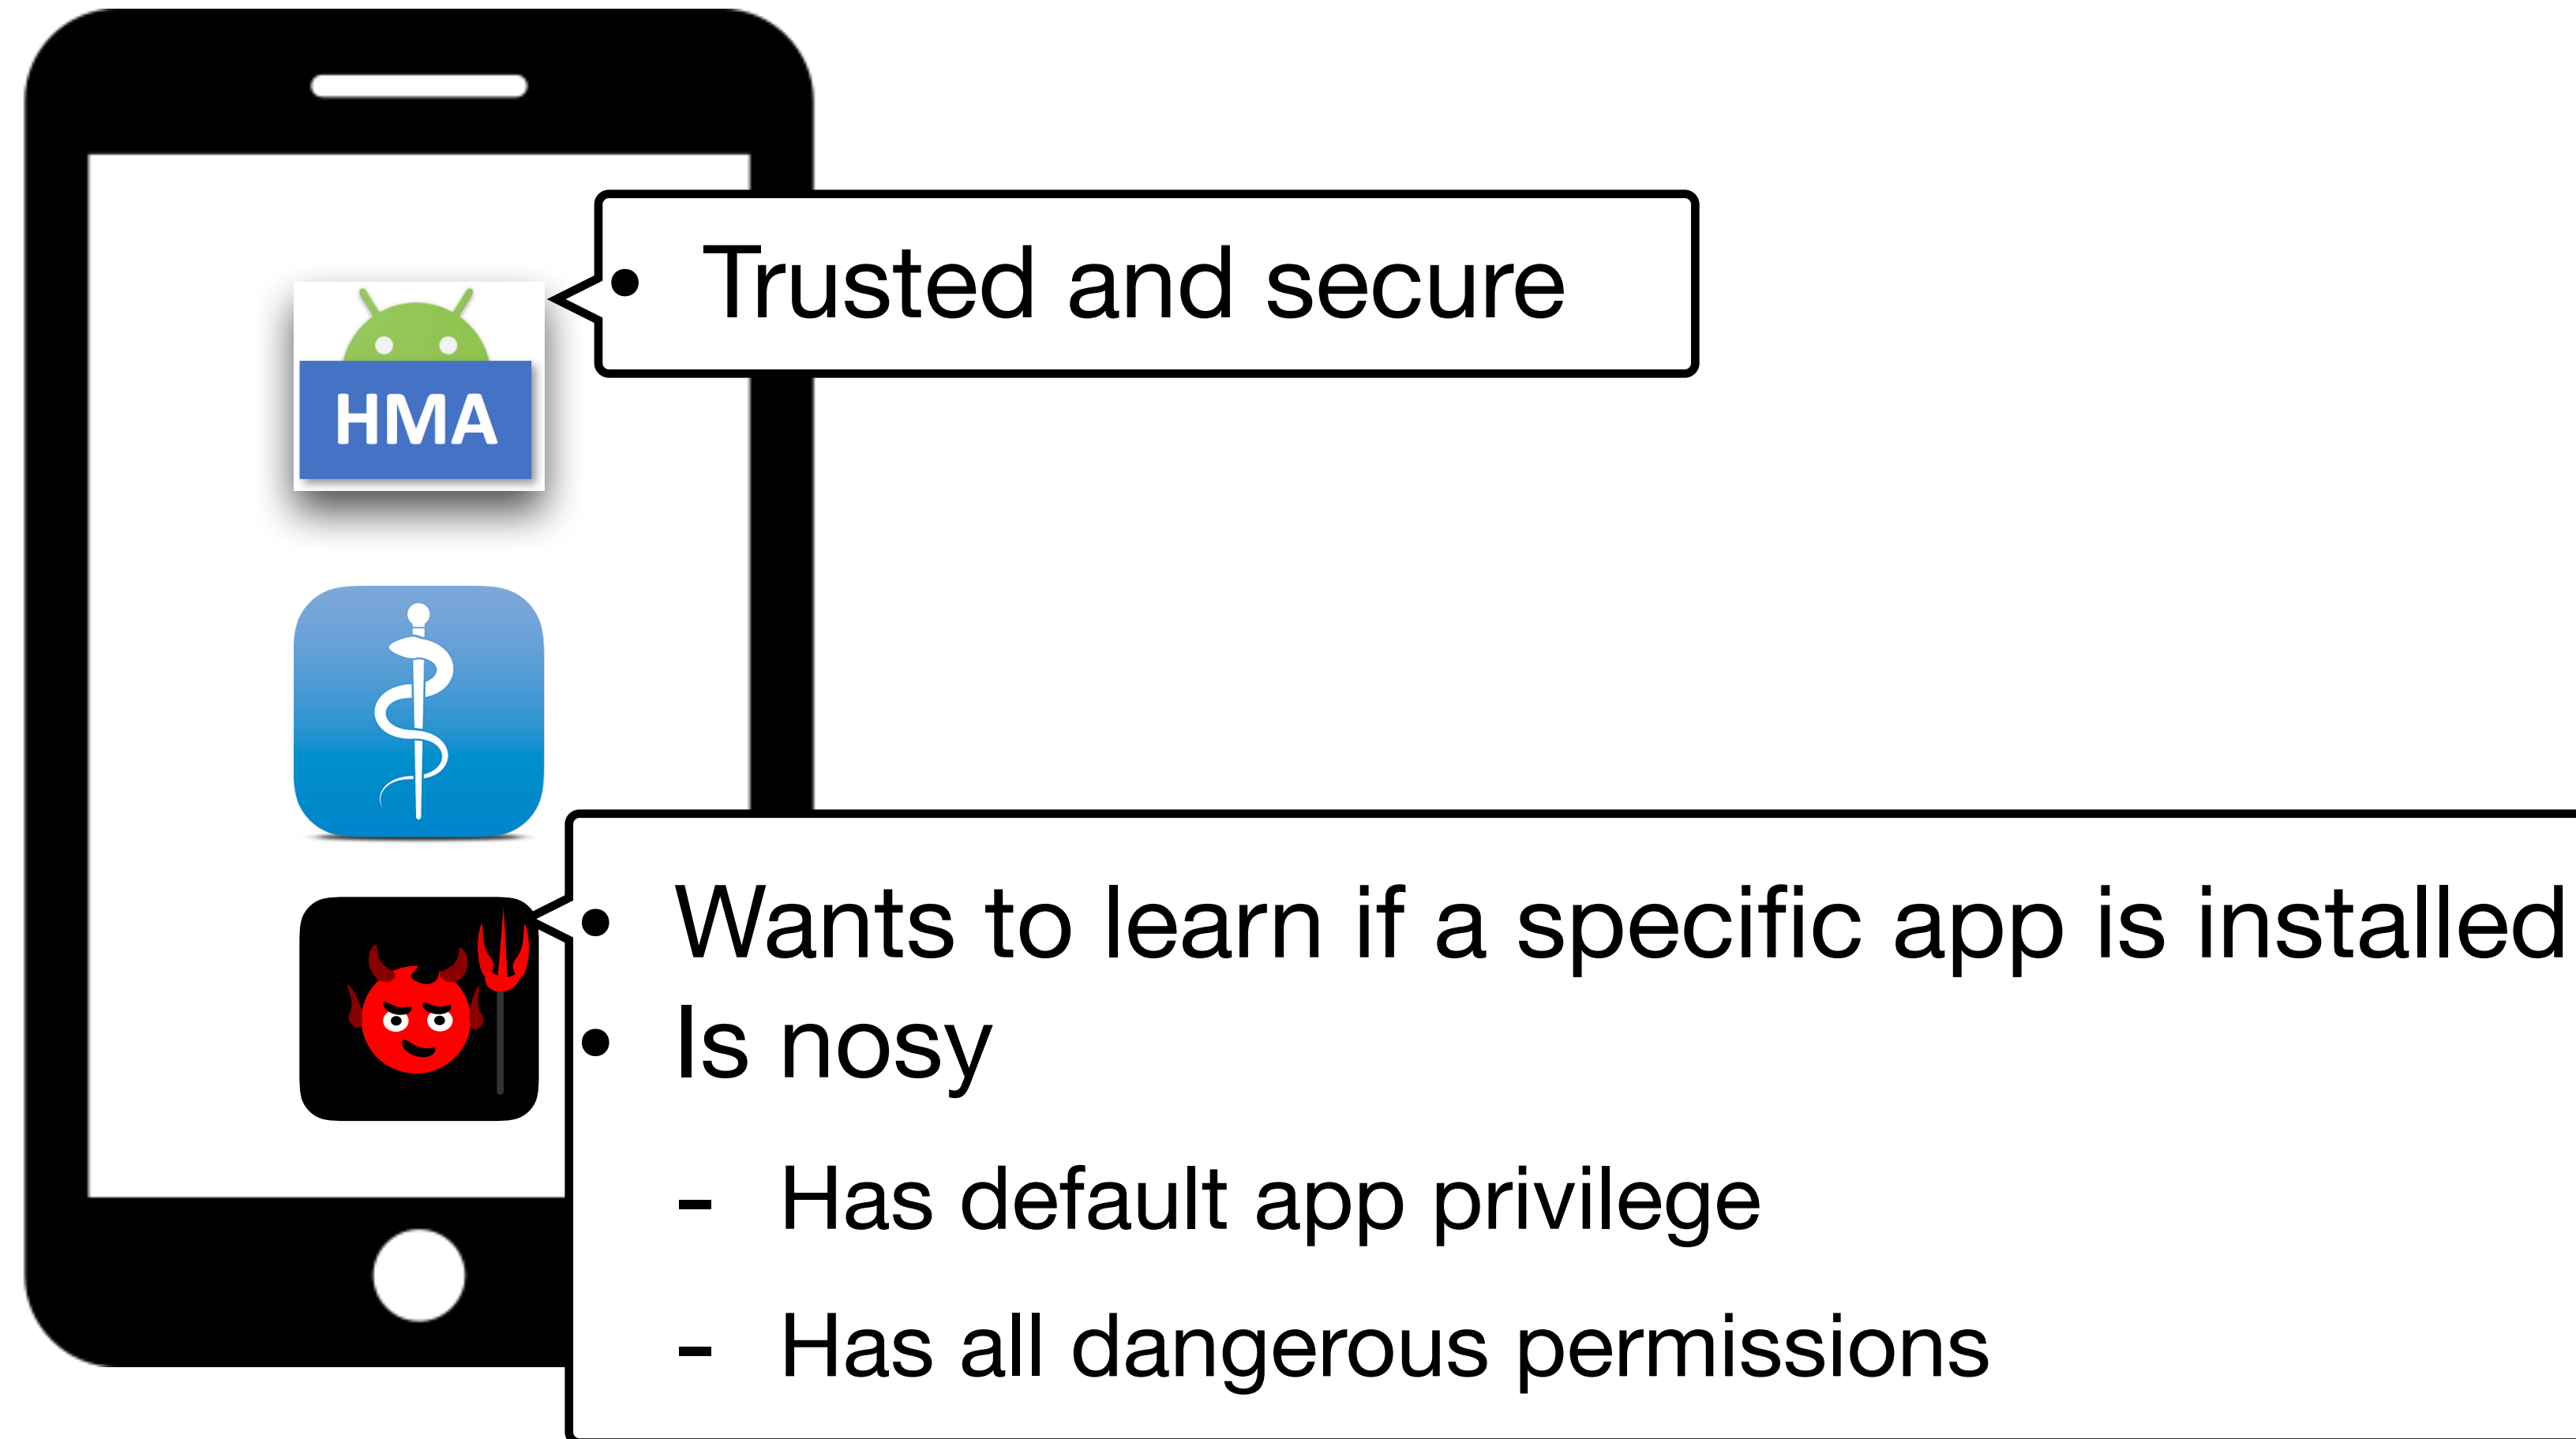 • Trusted and secure
HMA
• Wants to learn if a specific app is installed
• Is nosy
- Has default app privilege
- Has all dangerous permissions